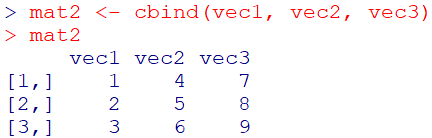 > mat2 <- cbind(vec1, vec2, vec3)
> mat2
     vec1 vec2 vec3
[1,]    1    4    7
[2,]    2    5    8
[3,]    3    6    9